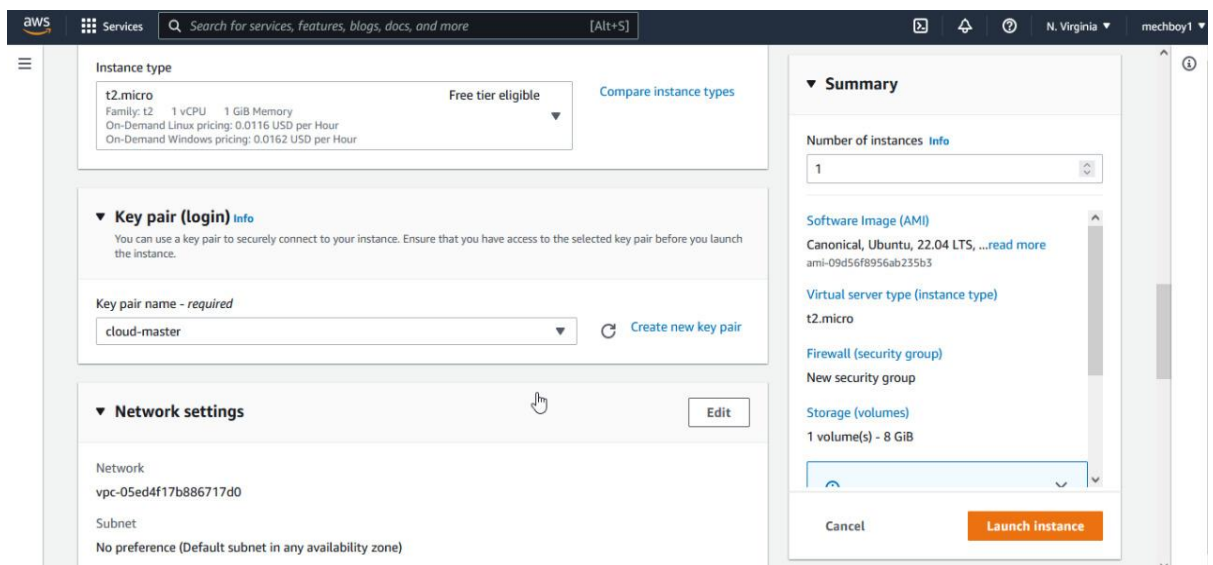 aws
Services
Search for services, features, blogs, docs, and more
[Alt+S]
N. Virginia ▼
mechboy1 ▼
Instance type
t2.micro
Free tier eligible
Family: t2 1 vCPU 1 GiB Memory
On-Demand Linux pricing: 0.0116 USD per Hour
On-Demand Windows pricing: 0.0162 USD per Hour
Compare instance types
▼ Key pair (login) Info
You can use a key pair to securely connect to your instance. Ensure that you have access to the selected key pair before you launch
the instance.
Key pair name - required
cloud-master
Create new key pair
▼ Network settings
Edit
Network
vpc-05ed4f17b886717d0
Subnet
No preference (Default subnet in any availability zone)
▼ Summary
Number of instances Info
1
Software Image (AMI)
Canonical, Ubuntu, 22.04 LTS, ...read more
ami-09d56f8956ab235b3
Virtual server type (instance type)
t2.micro
Firewall (security group)
New security group
Storage (volumes)
1 volume(s) - 8 GiB
Cancel
Launch instance